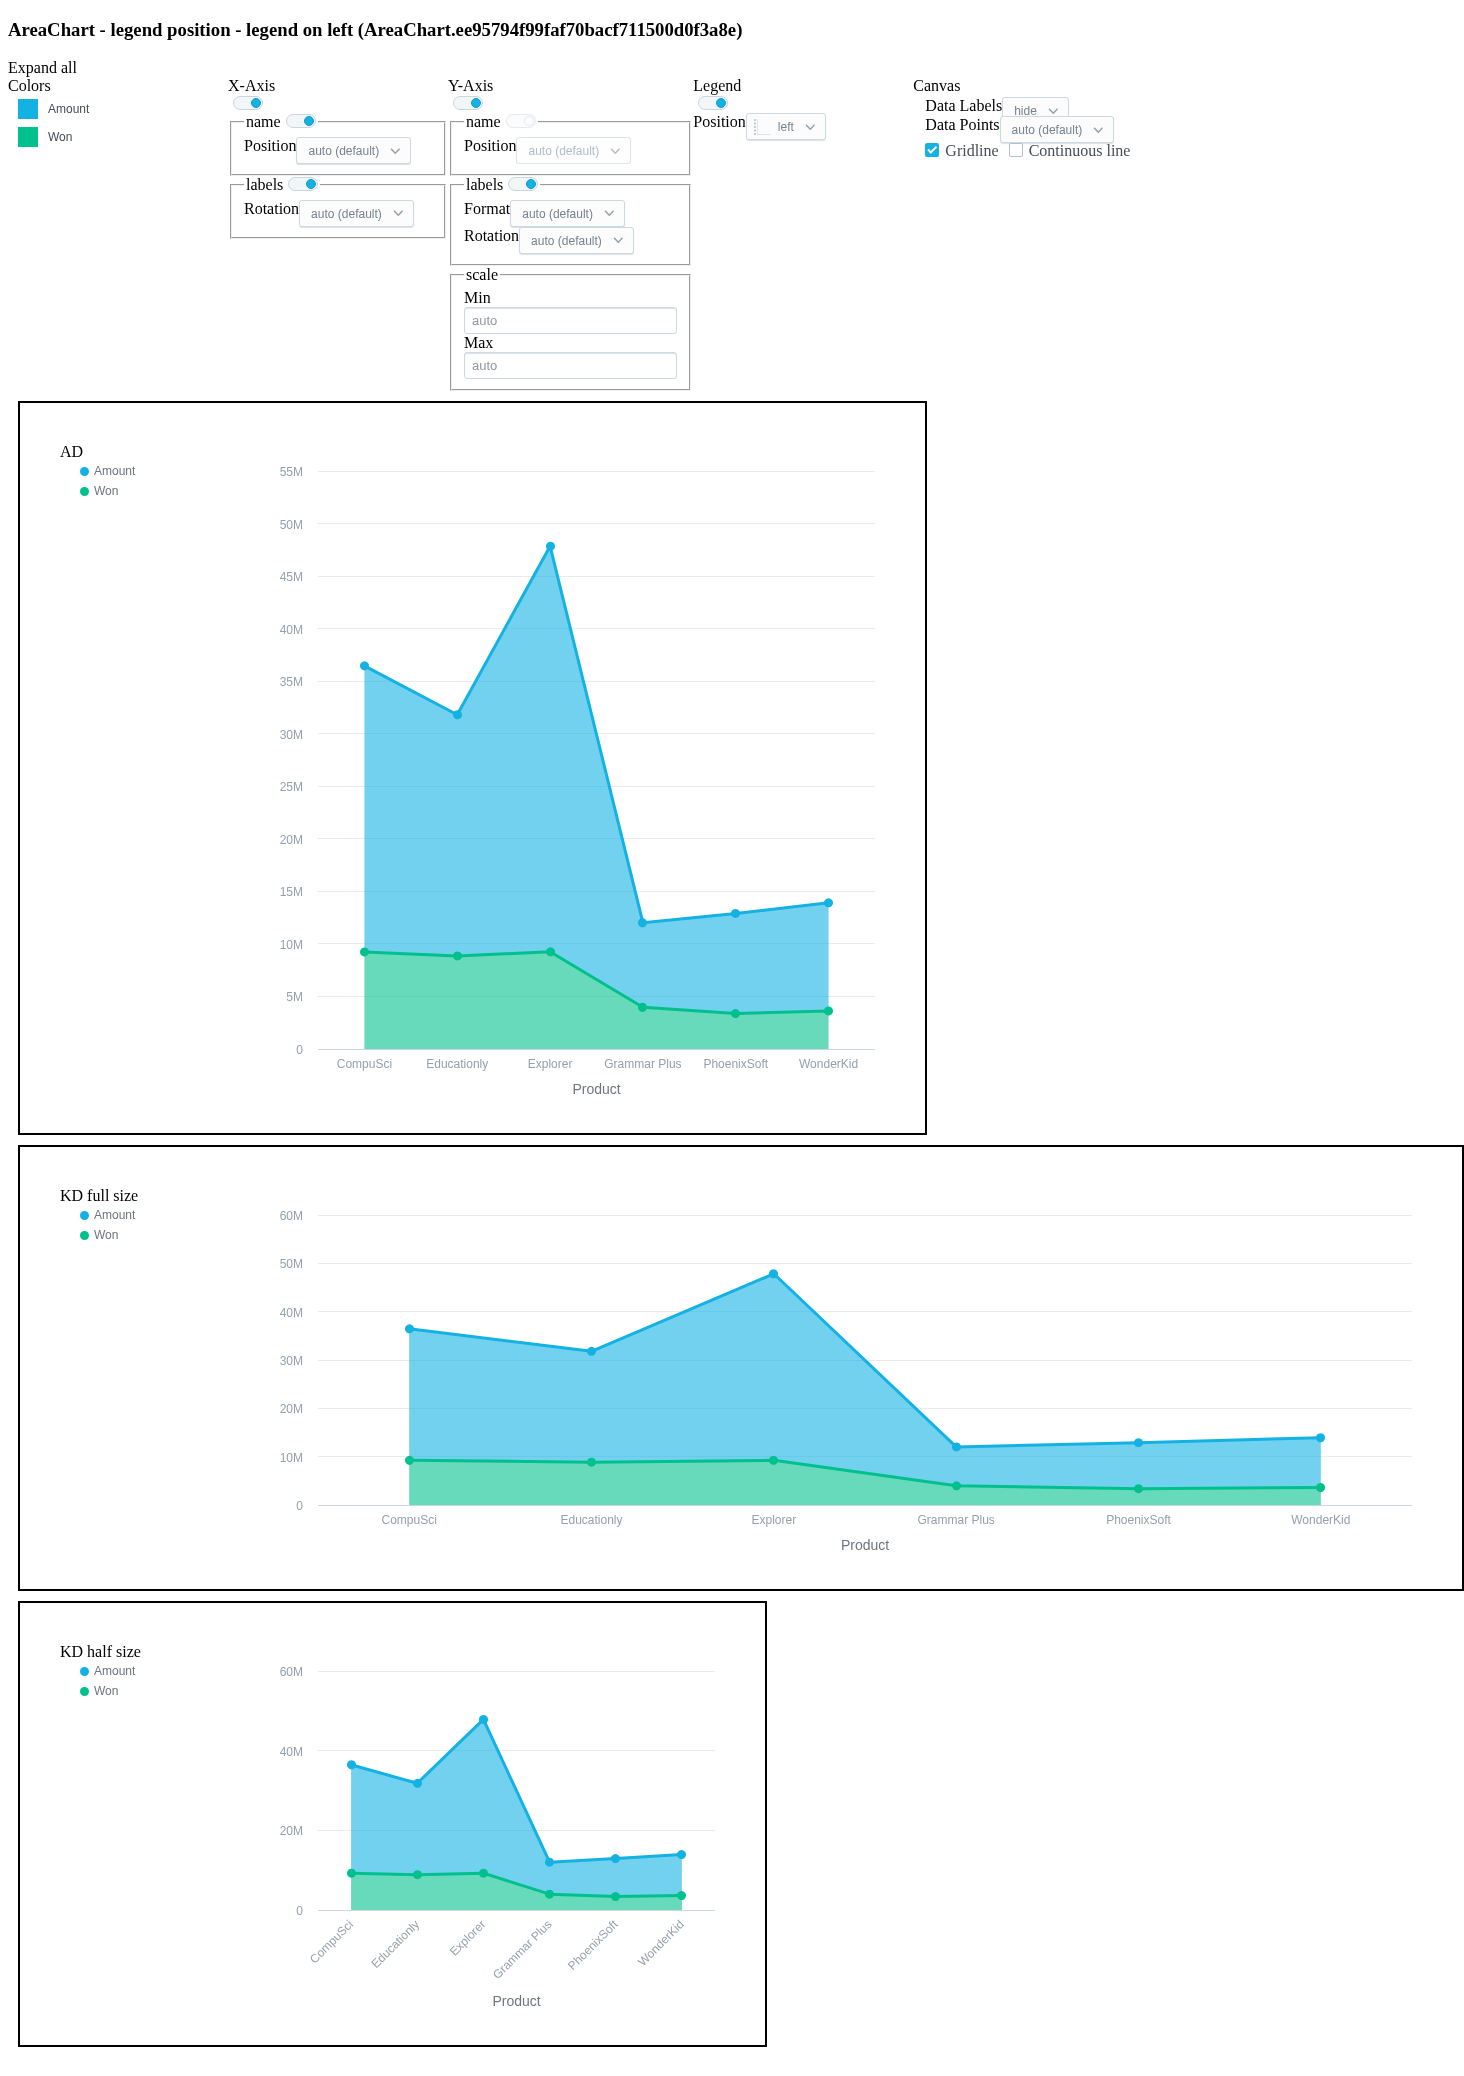 AreaChart - legend position - legend on left (AreaChart.ee95794f99faf70bacf711500d0f3a8e)
Expand all
Colors
Amount
Won
X-Axis
name
Position auto (default)
labels
Rotation auto (default)
Y-Axis
name
Position auto (default)
labels
Format auto (default)
Rotation auto (default)
scale
Min
auto
Max
auto
Legend
Position left
Canvas
Data Labels hide
Data Points auto (default)
Gridline Continuous line
AD
Amount
Won
55M
50M
45M
40M
35M
30M
25M
20M
15M
10M
5M
0
CompuSci Educationly Explorer Grammar Plus PhoenixSoft WonderKid
Product
KD full size
Amount
Won
60M
50M
40M
30M
20M
10M
0
CompuSci Educationly Explorer Grammar Plus PhoenixSoft WonderKid
Product
KD half size
Amount
Won
60M
40M
20M
0
CompuSci Educationly Explorer Grammar Plus PhoenixSoft WonderKid
Product